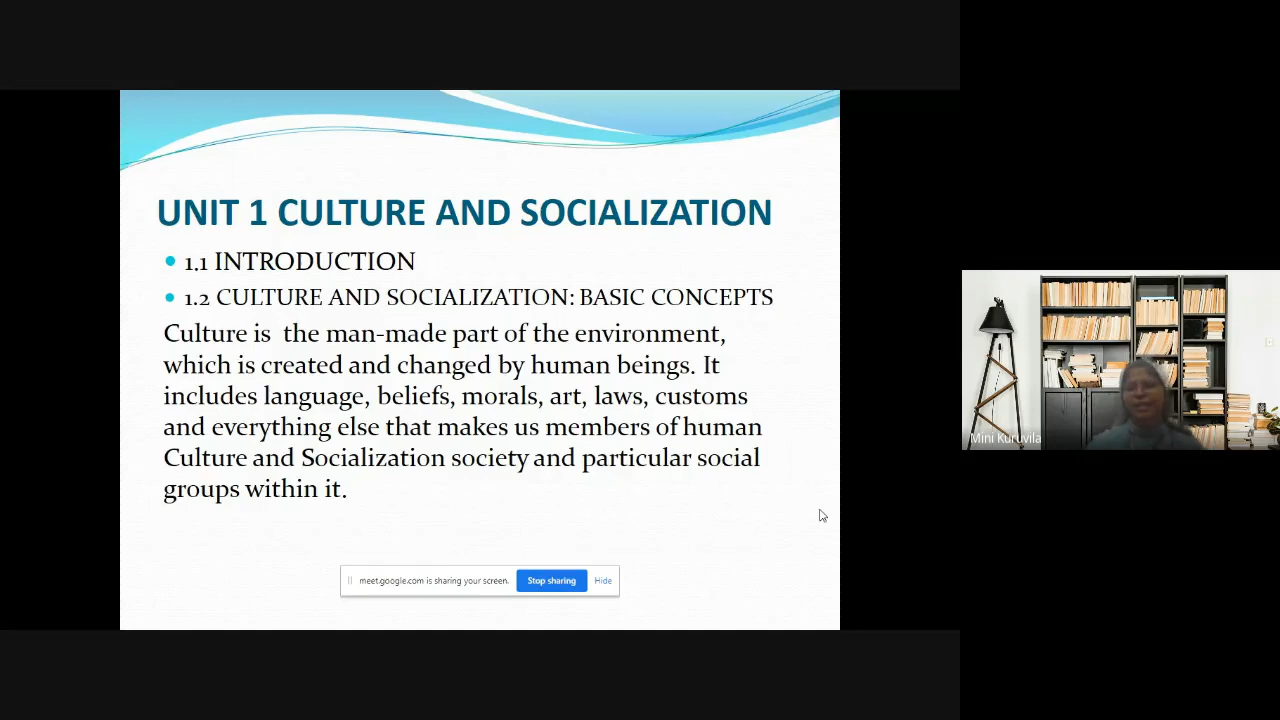 UNIT 1 CULTURE AND SOCIALIZATION
1.1 INTRODUCTION
1.2 CULTURE AND SOCIALIZATION: BASIC CONCEPTS
Culture is the man-made part of the environment,
which is created and changed by human beings. It
includes language, beliefs, morals, art, laws, customs
and everything else that makes us members of human
Culture and Socialization society and particular social
groups within it.
meet.google.com is sharing your screen. Stop sharing Hide
Mini Kuruvila